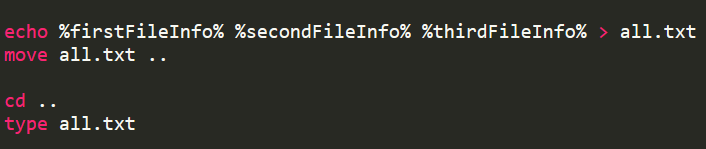 echo %firstFileInfo% %secondFileInfo% %thirdFileInfo% > all.txt
move all.txt ..
cd ..
type all.txt